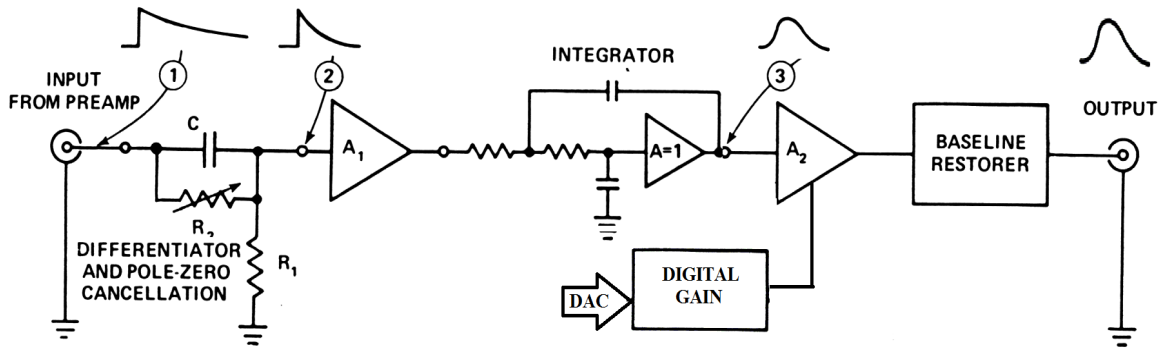 1
2
3
INPUT
FROM PREAMP
C
R₂
DIFFERENTIATOR
AND POLE-ZERO
CANCELLATION
R₁
A₁
INTEGRATOR
A=1
A₂
DAC
DIGITAL
GAIN
BASELINE
RESTORER
OUTPUT